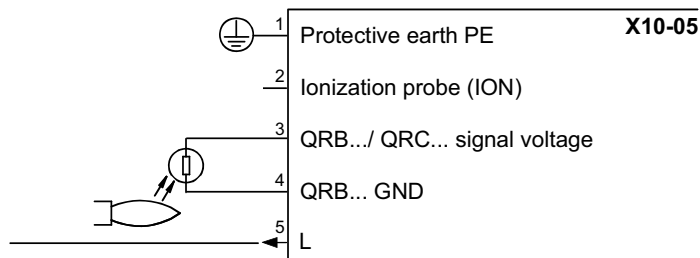 X10-05
1 Protective earth PE
2 Ionization probe (ION)
3 QRB.../ QRC... signal voltage
4 QRB... GND
5 L